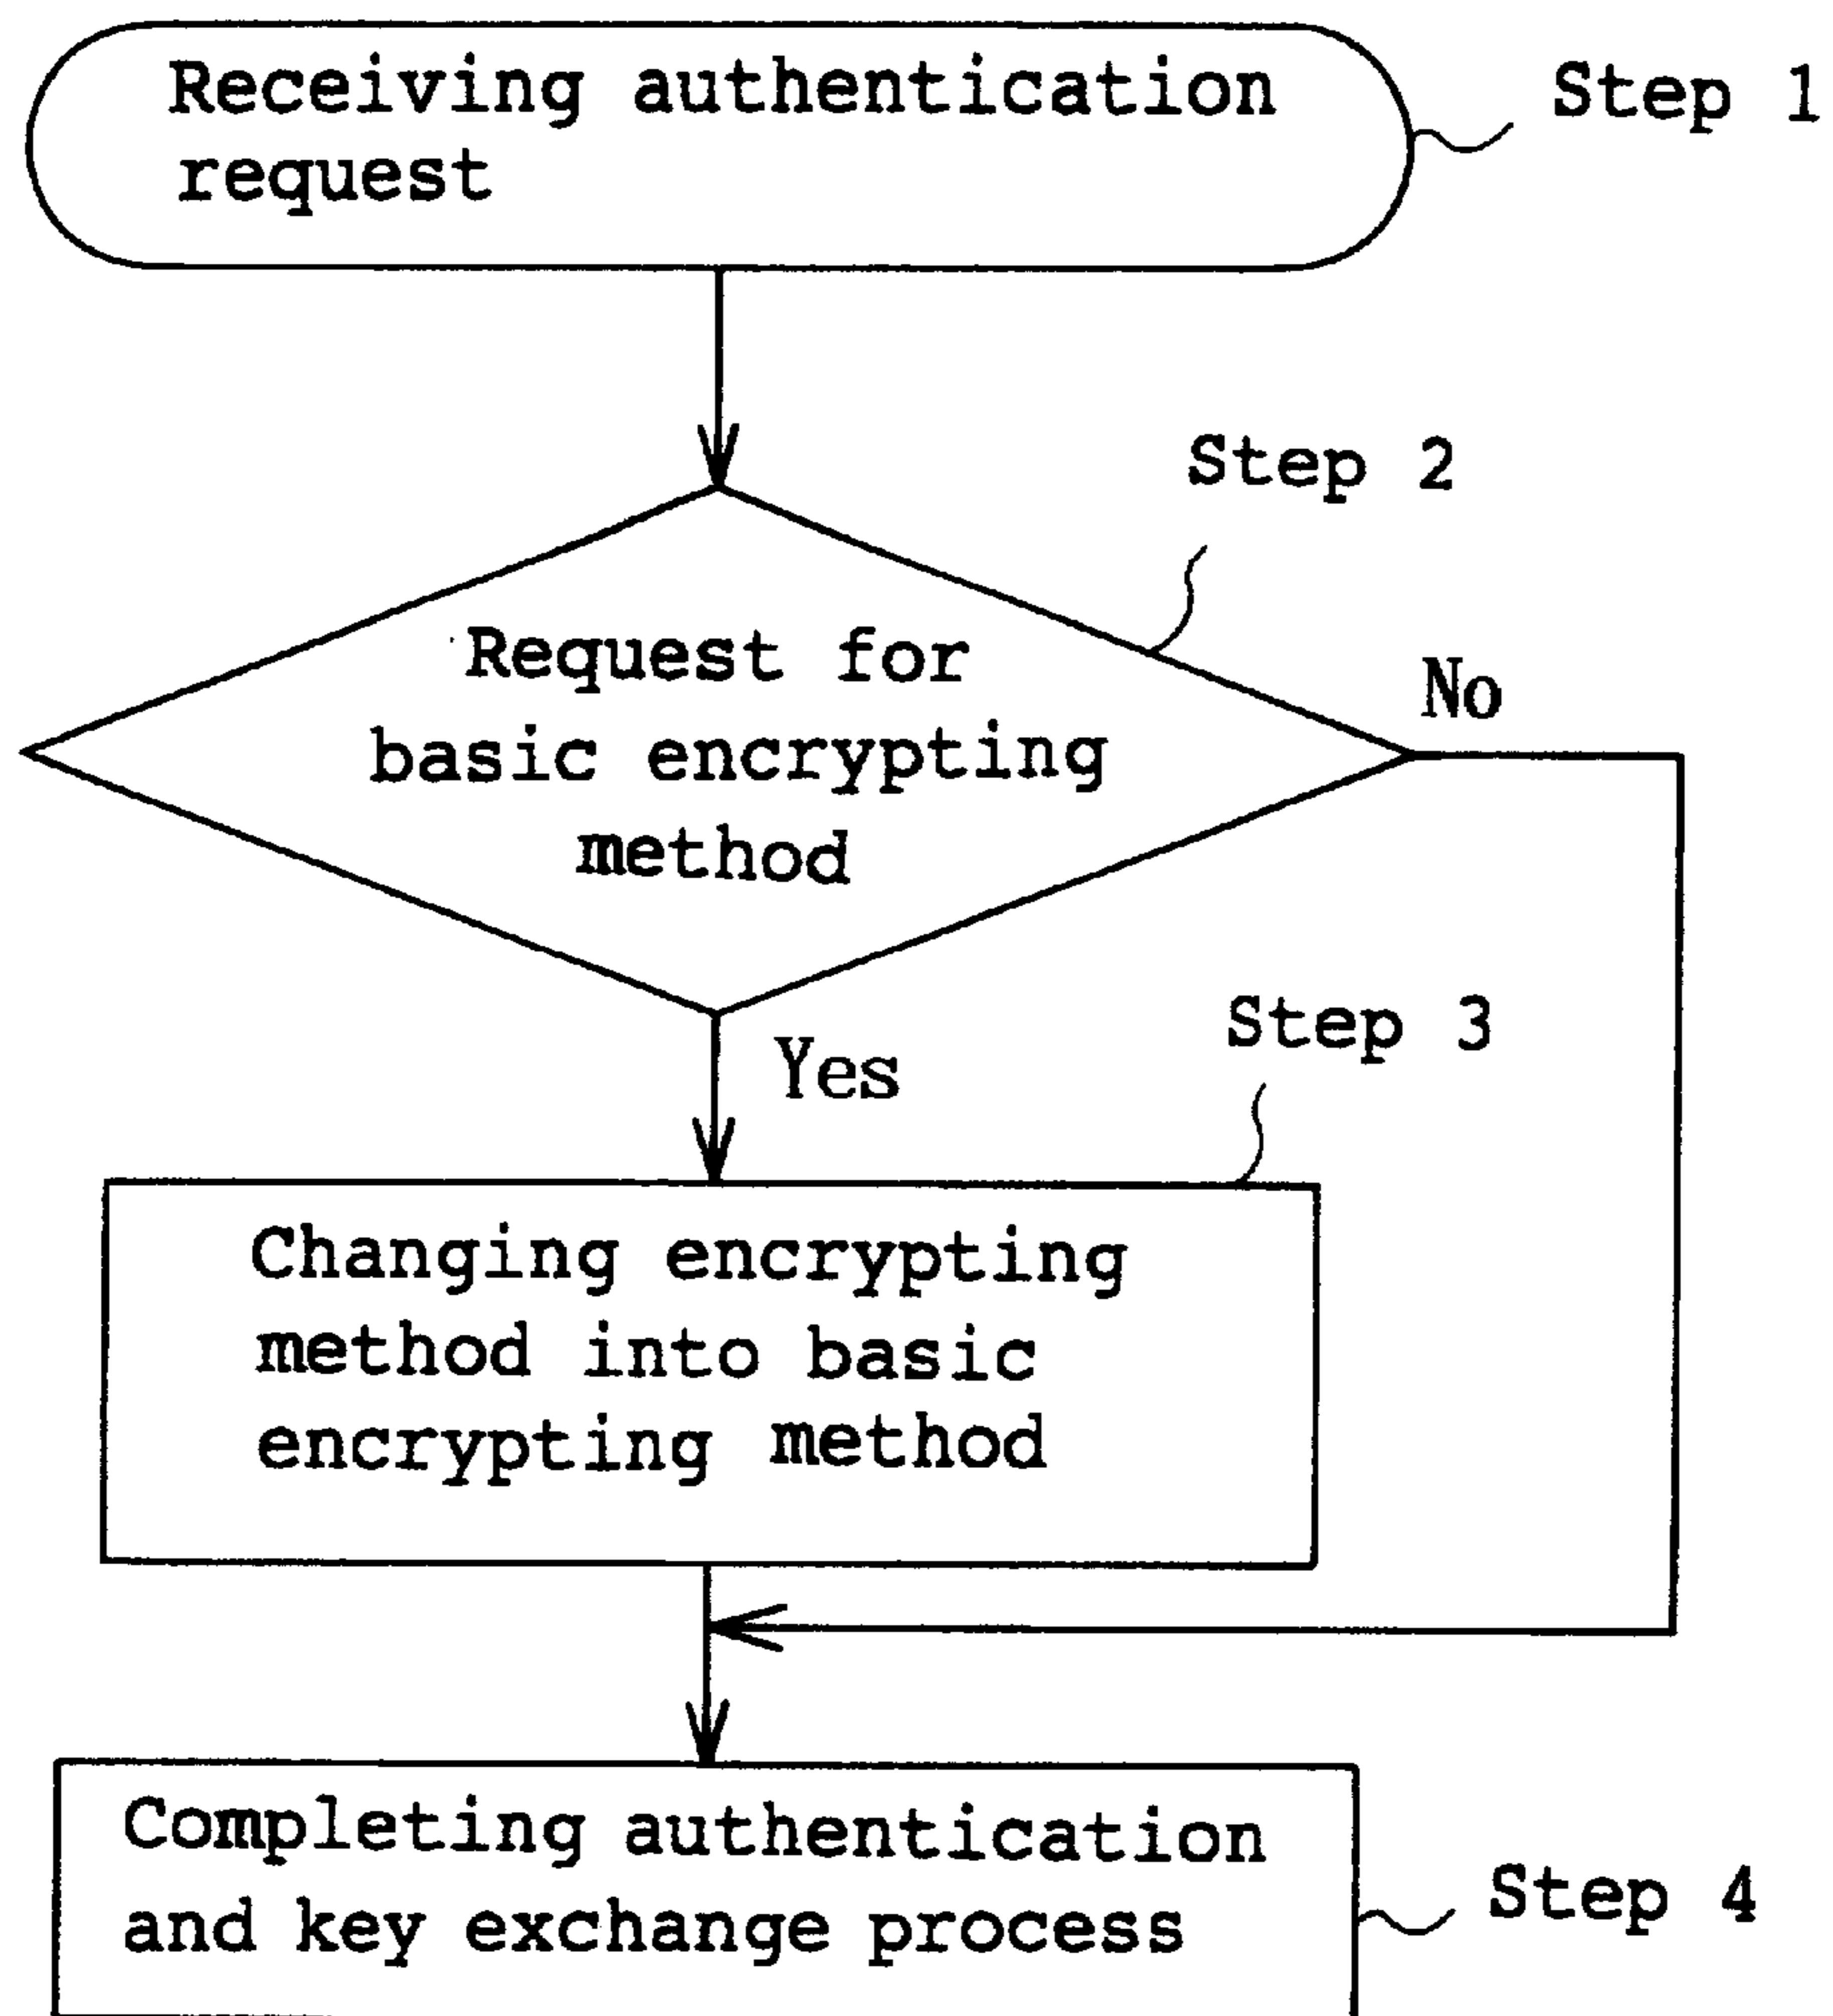 Receiving authentication
request
Step 1
Step 2
Request for
basic encrypting
method
No
Yes
Step 3
Changing encrypting
method into basic
encrypting method
Completing authentication
and key exchange process
Step 4